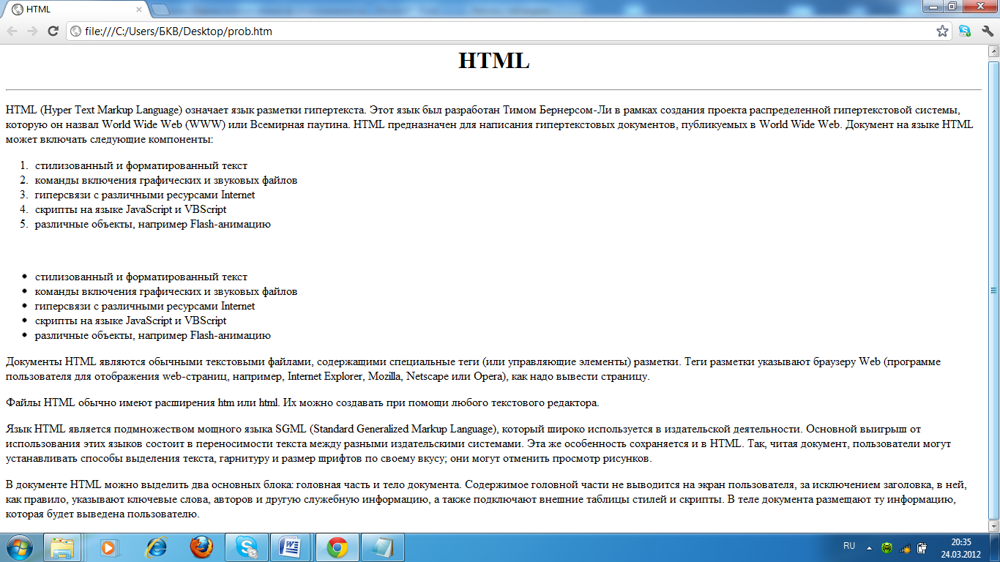 HTML
file:///C:/Users/БКВ/Desktop/prob.htm
HTML
HTML (Hyper Text Markup Language) означает язык разметки гипертекста. Этот язык был разработан Тимом Бернерсом-Ли в рамках создания проекта распределенной гипертекстовой системы,
которую он назвал World Wide Web (WWW) или Всемирная паутина. HTML предназначен для написания гипертекстовых документов, публикуемых в World Wide Web. Документ на языке HTML
может включать следующие компоненты:
1. стилизованный и форматированный текст
2. команды включения графических и звуковых файлов
3. гиперсвязи с различными ресурсами Internet
4. скрипты на языке JavaScript и VBScript
5. различные объекты, например Flash-анимацию
• стилизованный и форматированный текст
• команды включения графических и звуковых файлов
• гиперсвязи с различными ресурсами Internet
• скрипты на языке JavaScript и VBScript
• различные объекты, например Flash-анимацию
Документы HTML являются обычными текстовыми файлами, содержащими специальные теги (или управляющие элементы) разметки. Теги разметки указывают браузеру Web (программе
пользователя для отображения web-страниц, например, Internet Explorer, Mozilla, Netscape или Opera), как надо вывести страницу.
Файлы HTML обычно имеют расширения htm или html. Их можно создавать при помощи любого текстового редактора.
Язык HTML является подмножеством мощного языка SGML (Standard Generalized Markup Language), который широко используется в издательской деятельности. Основной выигрыш от
использования этих языков состоит в переносимости текста между разными издательскими системами. Эта же особенность сохраняется и в HTML. Так, читая документ, пользователи могут
устанавливать способы выделения текста, гарнитуру и размер шрифтов по своему вкусу; они могут отменить просмотр рисунков.
В документе HTML можно выделить два основных блока: головная часть и тело документа. Содержимое головной части не выводится на экран пользователя, за исключением заголовка, в ней,
как правило, указывают ключевые слова, авторов и другую служебную информацию, а также подключают внешние таблицы стилей и скрипты. В теле документа размещают ту информацию,
которая будет выведена пользователю.
RU
20:35
24.03.2012